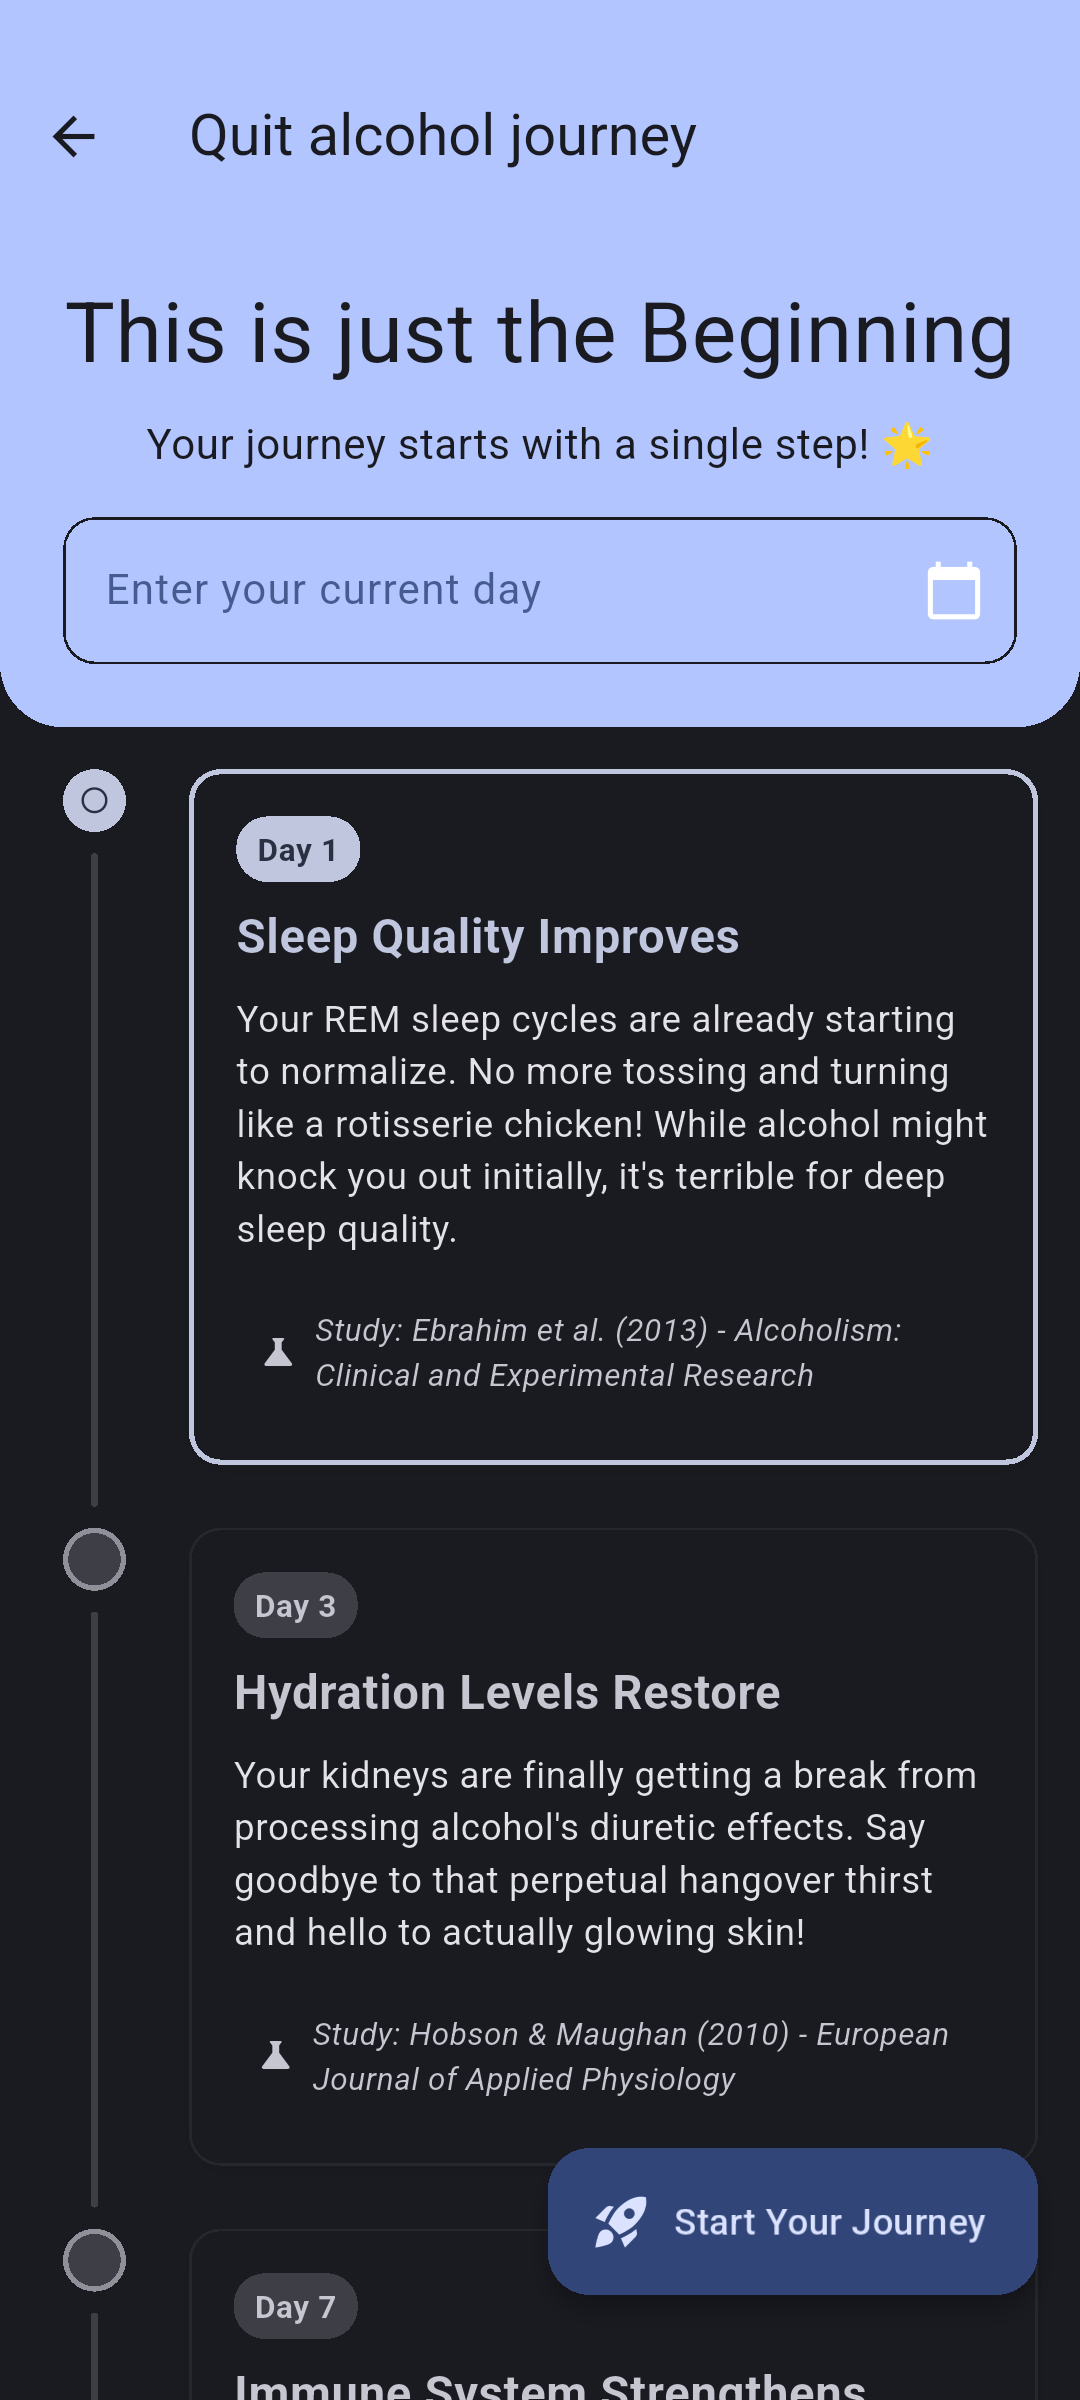 Quit alcohol journey
This is just the Beginning
Your journey starts with a single step! 🌟
Enter your current day
Day 1
Sleep Quality Improves
Your REM sleep cycles are already starting
to normalize. No more tossing and turning
like a rotisserie chicken! While alcohol might
knock you out initially, it's terrible for deep
sleep quality.
Study: Ebrahim et al. (2013) - Alcoholism:
Clinical and Experimental Research
Day 3
Hydration Levels Restore
Your kidneys are finally getting a break from
processing alcohol's diuretic effects. Say
goodbye to that perpetual hangover thirst
and hello to actually glowing skin!
Study: Hobson & Maughan (2010) - European
Journal of Applied Physiology
Start Your Journey
Day 7
Immune System Strengthens